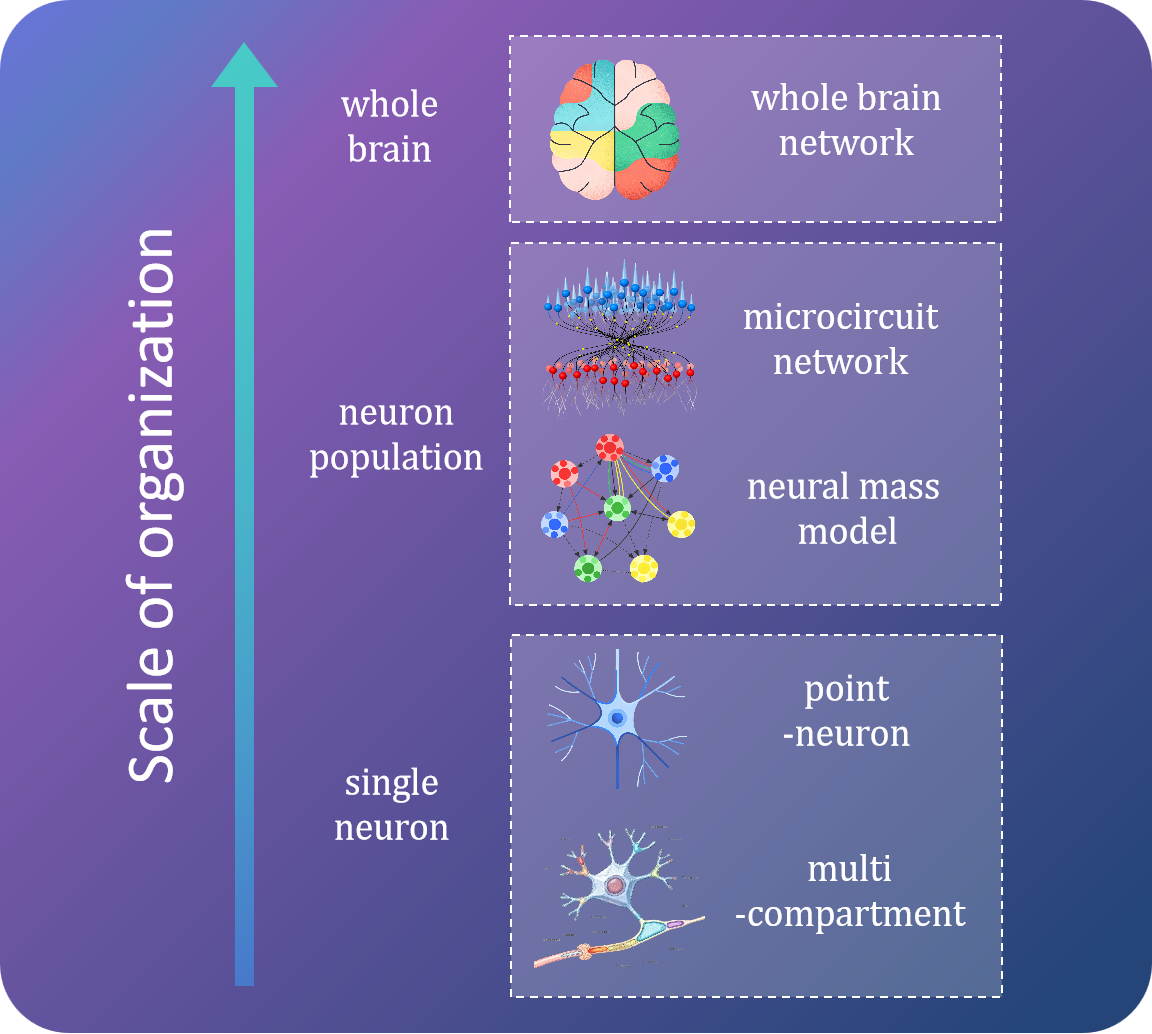 Scale of organization
whole
brain
whole brain
network
neuron
population
microcircuit
network
neural mass
model
single
neuron
point
-neuron
multi
-compartment